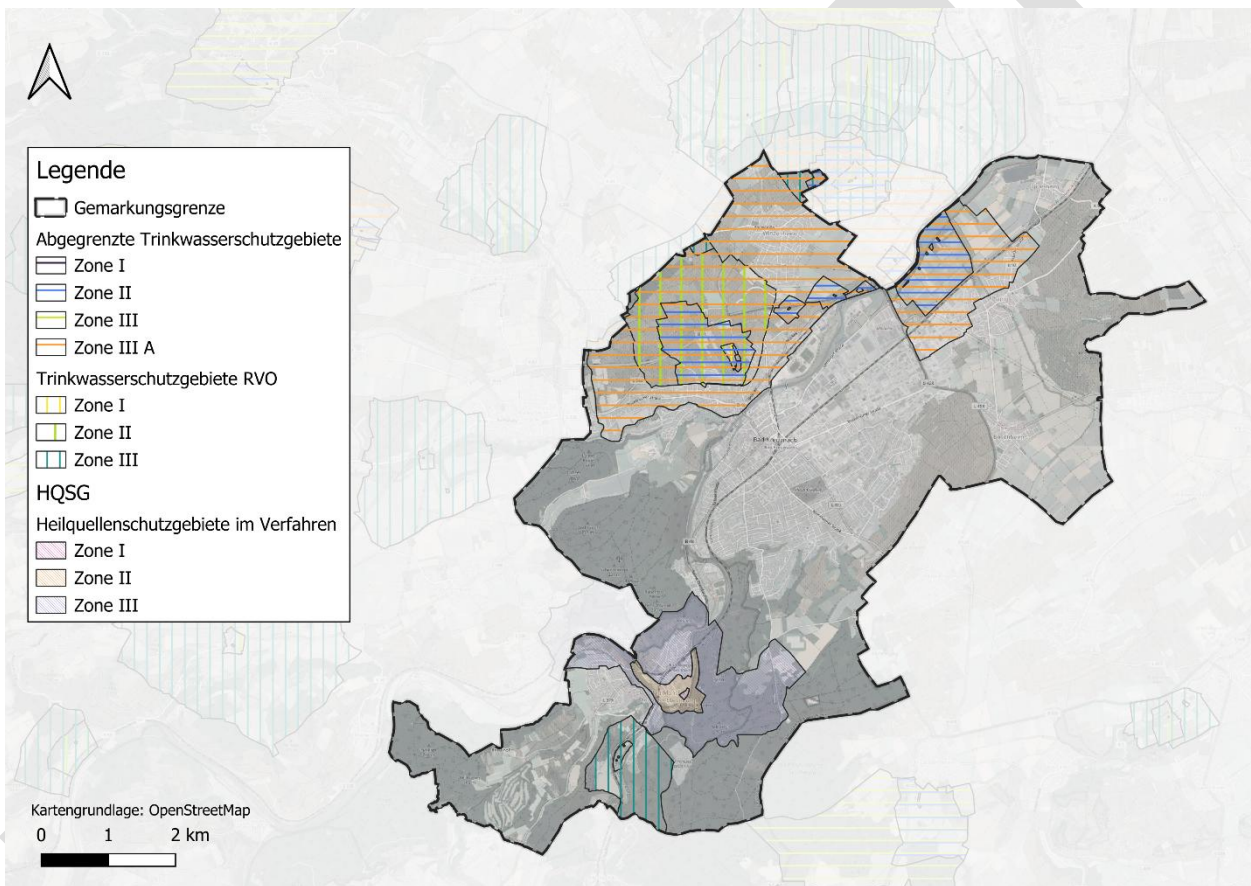 Legende
Gemarkungsgrenze
Abgegrenzte Trinkwasserschutzgebiete
Zone I
Zone II
Zone III
Zone III A
Trinkwasserschutzgebiete RVO
Zone I
Zone II
Zone III
HQSG
Heilquellenschutzgebiete im Verfahren
Zone I
Zone II
Zone III
Kartengrundlage: OpenStreetMap
0 1 2 km